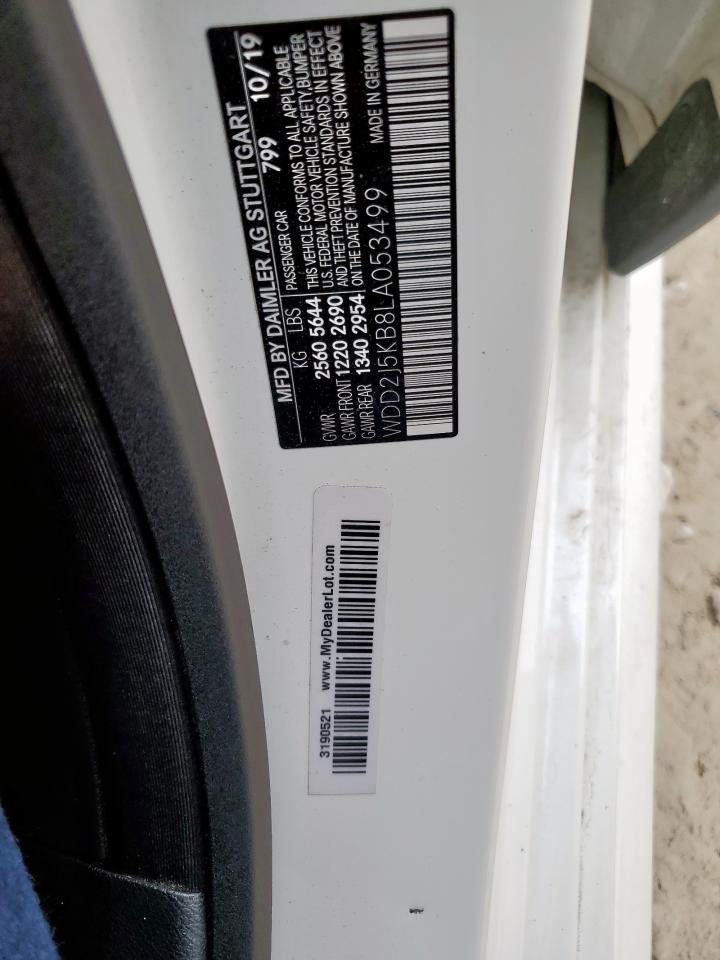 MFD BY DAIMLER AG STUTTGART
799 10/19
KG LBS
GVWR 2560 5644
GAWR FRONT 1220 2690
GAWR REAR 1340 2954
PASSENGER CAR
THIS VEHICLE CONFORMS TO ALL APPLICABLE
U.S. FEDERAL MOTOR VEHICLE SAFETY/BUMPER
AND THEFT PREVENTION STANDARDS IN EFFECT
ON THE DATE OF MANUFACTURE SHOWN ABOVE
WDD2J5KB8LA053499 MADE IN GERMANY
3190521 www.MyDealerLot.com